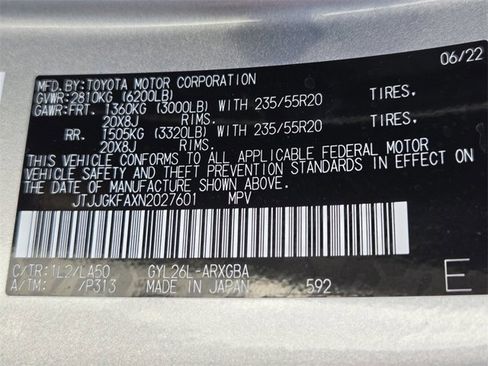 MFD. BY: TOYOTA MOTOR CORPORATION 06/22
GVWR: 2810KG (6200LB)
GAWR: FRT. 1360KG (3000LB) WITH 235/55R20 TIRES.
20X8J RIMS.
RR. 1505KG (3320LB) WITH 235/55R20 TIRES.
20X8J RIMS.
THIS VEHICLE CONFORMS TO ALL APPLICABLE FEDERAL MOTOR
VEHICLE SAFETY AND THEFT PREVENTION STANDARDS IN EFFECT ON
THE DATE OF MANUFACTURE SHOWN ABOVE.
JTJJGKFAXN2027601 MPV
C/TR: 1L2/LA50 GYL26L-ARXGBA
A/TM: /P313 MADE IN JAPAN 592 E